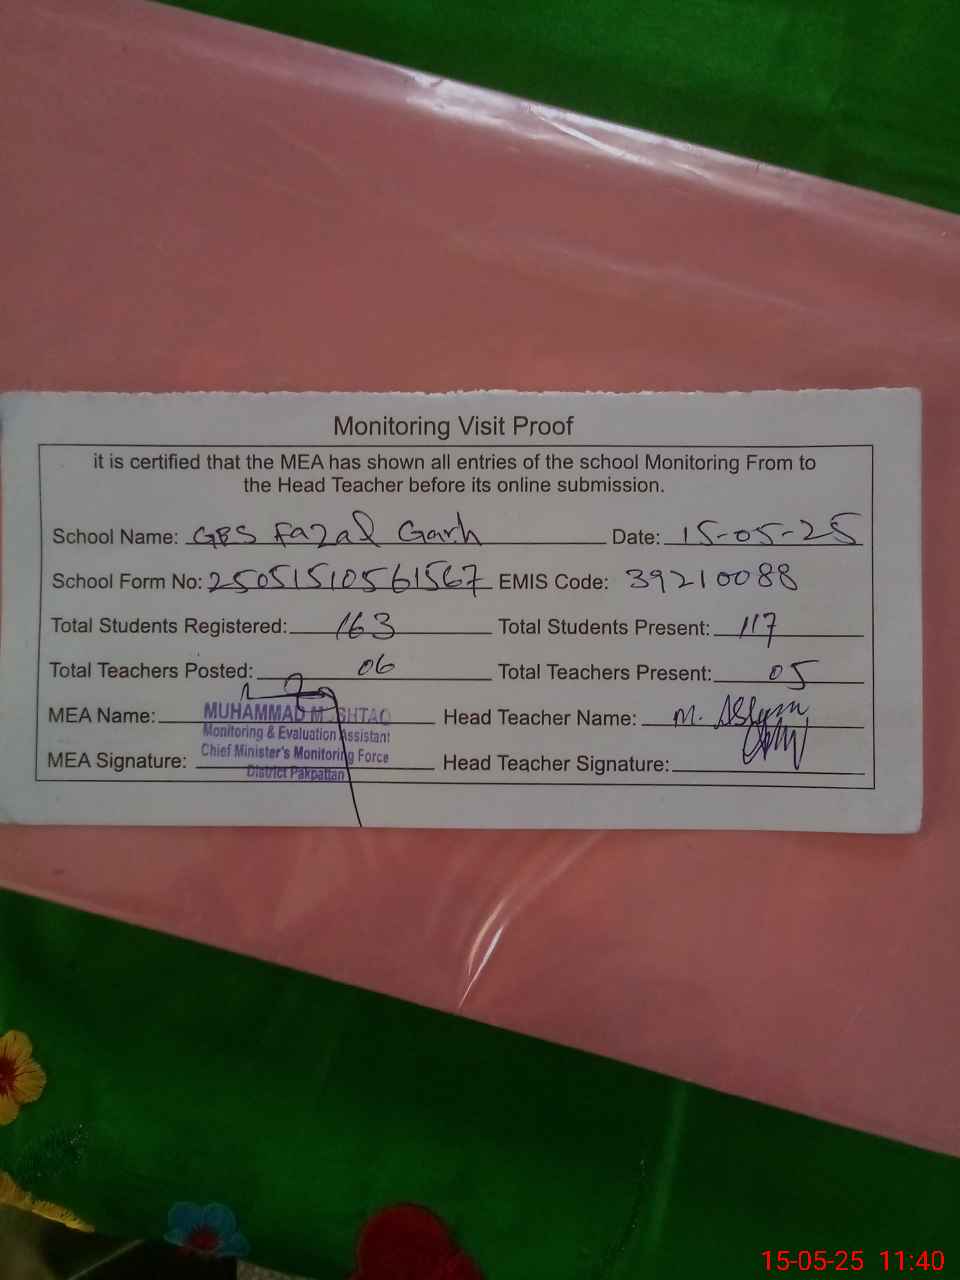 Monitoring Visit Proof
it is certified that the MEA has shown all entries of the school Monitoring From to
the Head Teacher before its online submission.
School Name: GES Fazal Garh Date: 15-05-25
School Form No: 25051510561567 EMIS Code: 39210088
Total Students Registered: 163 Total Students Present: 117
Total Teachers Posted: 06 Total Teachers Present: 05
MEA Name: MUHAMMAD MUSHTAQ Head Teacher Name: M. Aslam
Monitoring & Evaluation Assistant
Chief Minister's Monitoring Force
MEA Signature: Head Teacher Signature:
District Pakpattan
15-05-25 11:40